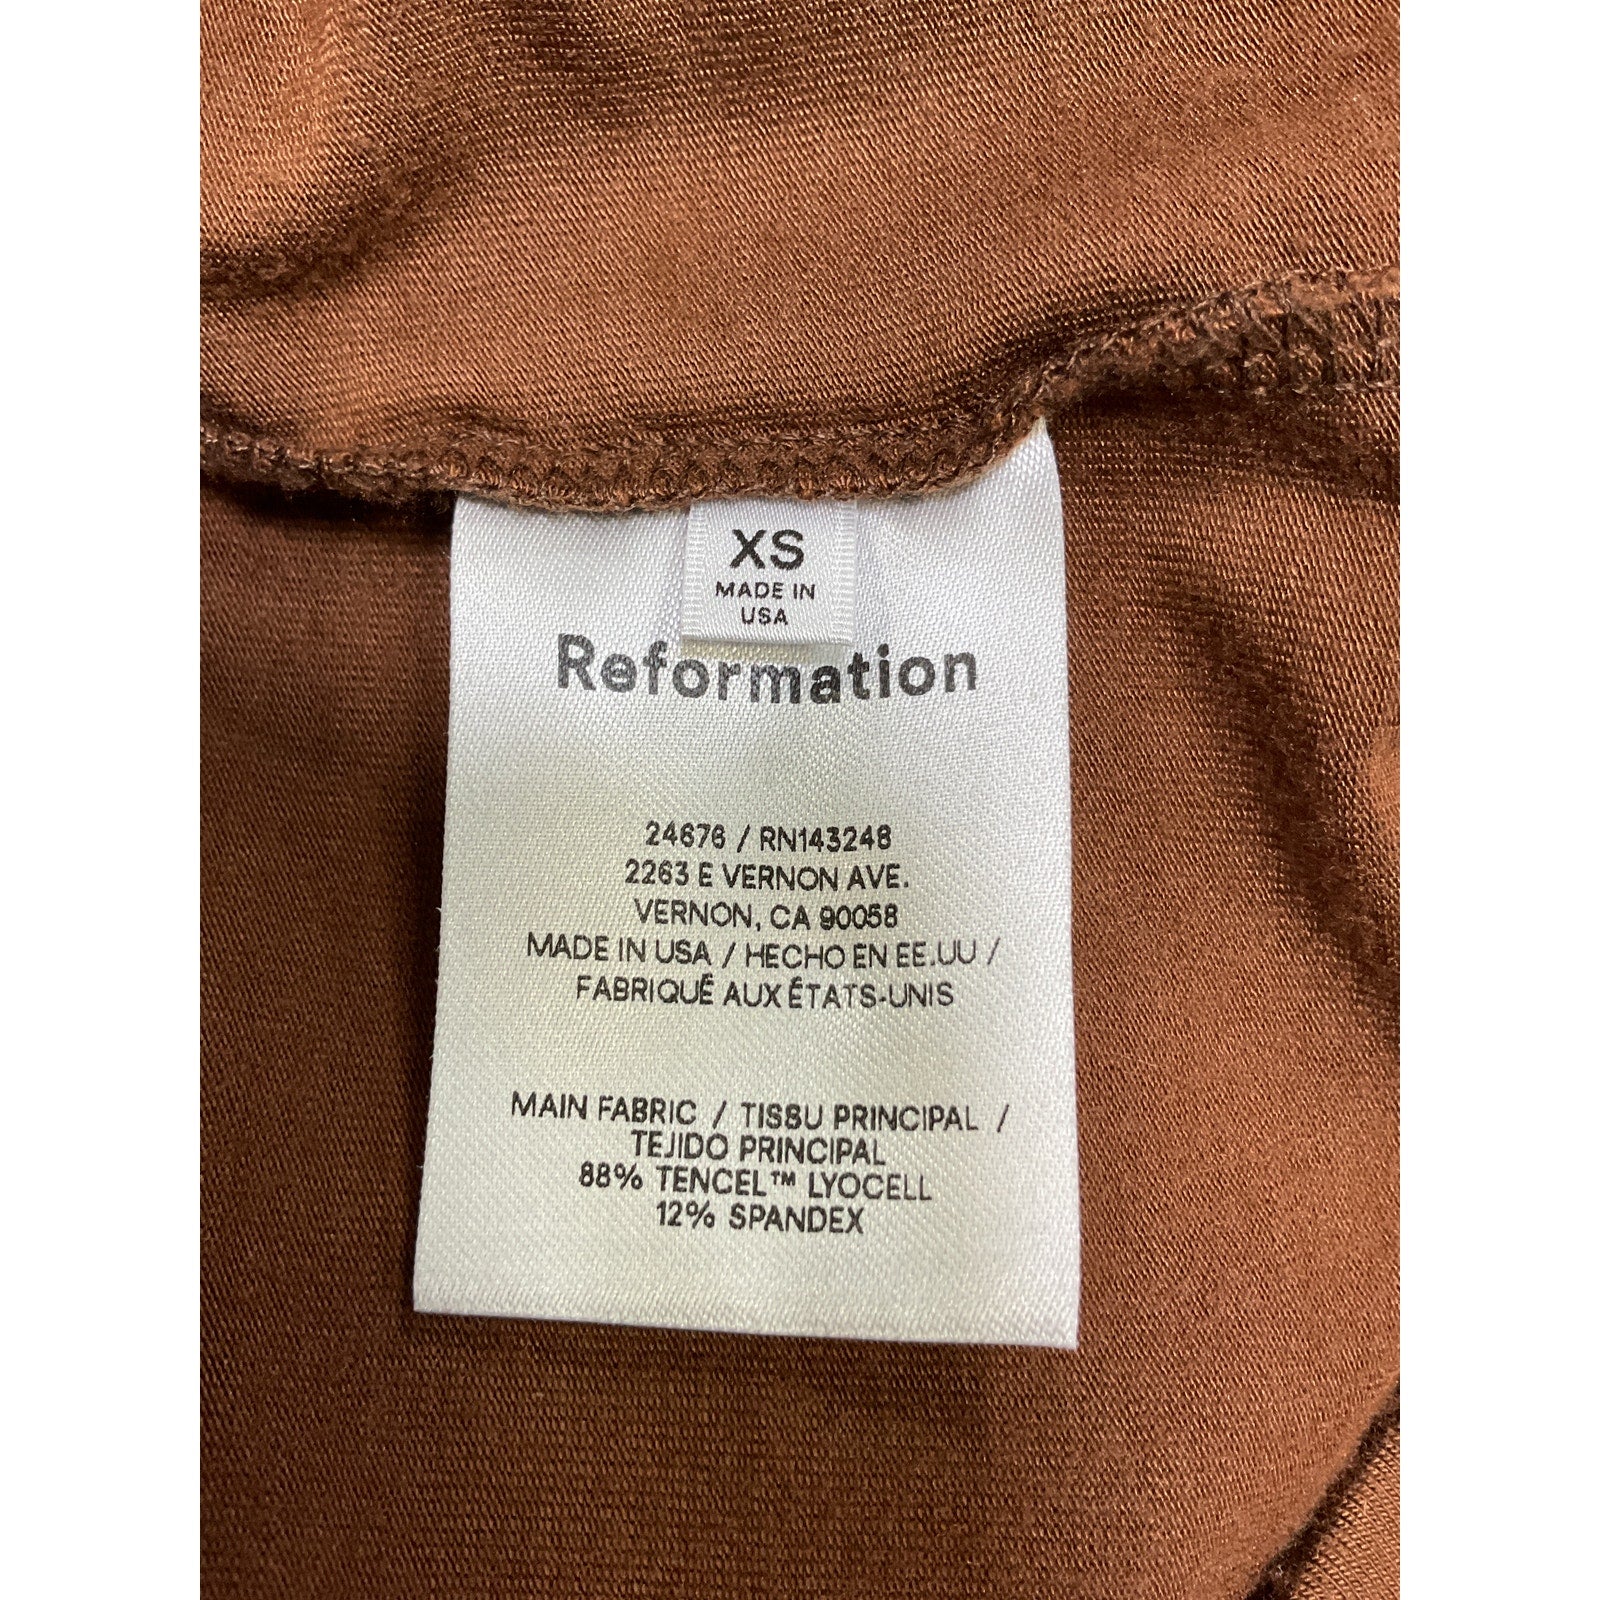 XS
MADE IN
USA
Reformation
24676 / RN143248
2263 E VERNON AVE.
VERNON, CA 90058
MADE IN USA / HECHO EN EE.UU /
FABRIQUÉ AUX ÉTATS-UNIS
MAIN FABRIC / TISSU PRINCIPAL /
TEJIDO PRINCIPAL
88% TENCEL™ LYOCELL
12% SPANDEX